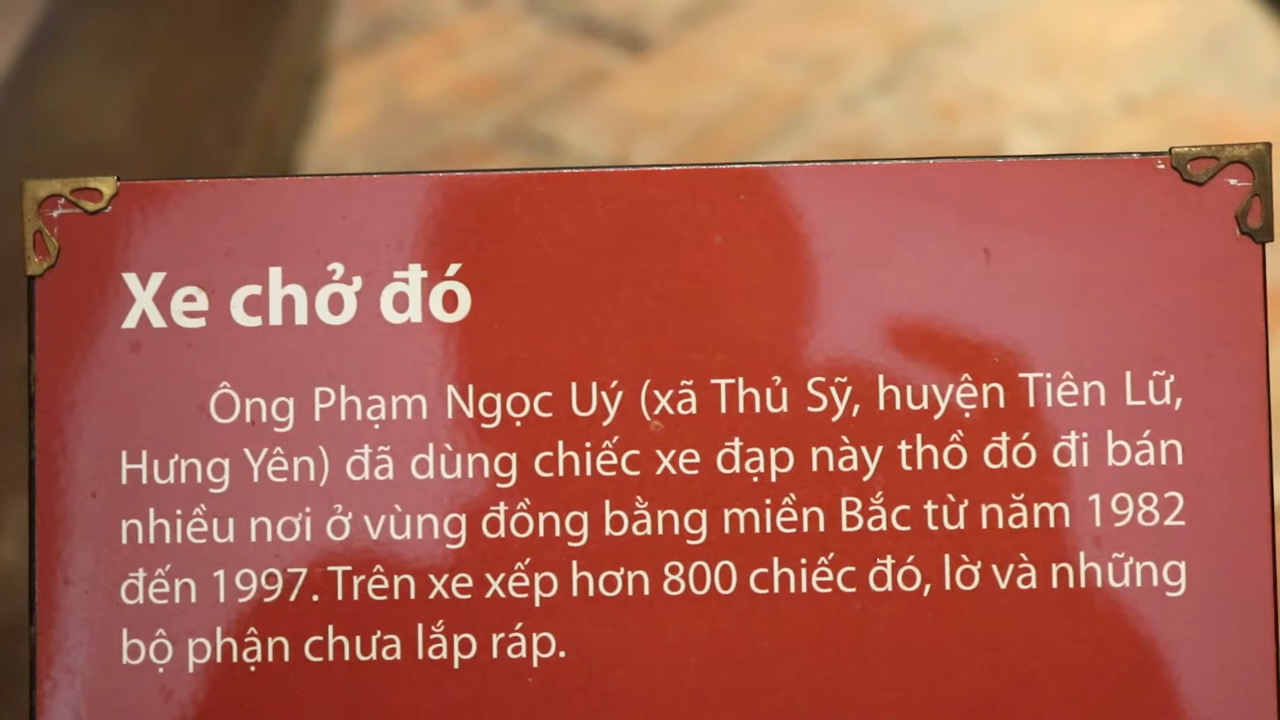 Xe chở đó
Ông Phạm Ngọc Uý (xã Thủ Sỹ, huyện Tiên Lữ,
Hưng Yên) đã dùng chiếc xe đạp này thồ đó đi bán
nhiều nơi ở vùng đồng bằng miền Bắc từ năm 1982
đến 1997. Trên xe xếp hơn 800 chiếc đó, lờ và những
bộ phận chưa lắp ráp.